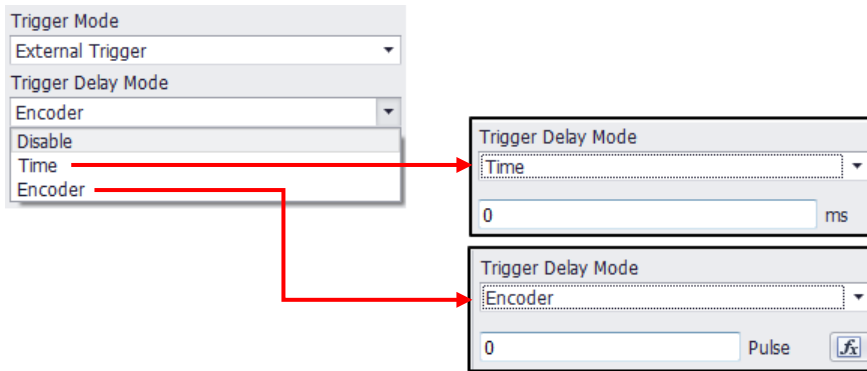 Trigger Mode
External Trigger
Trigger Delay Mode
Encoder
Disable
Time
Encoder
Trigger Delay Mode
Time
0 ms
Trigger Delay Mode
Encoder
0 Pulse fx